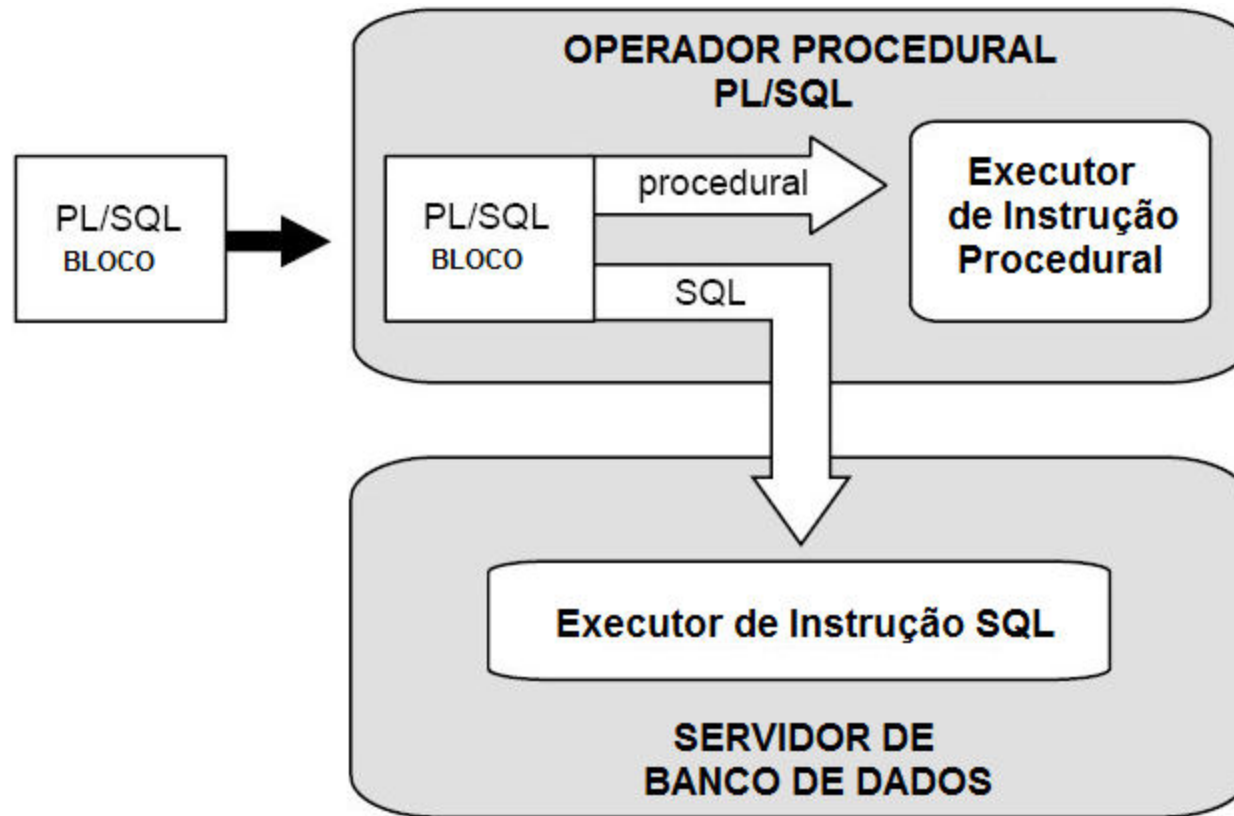 OPERADOR PROCEDURAL
PL/SQL
PL/SQL
BLOCO
PL/SQL
BLOCO
procedural
SQL
Executor
de Instrução
Procedural
Executor de Instrução SQL
SERVIDOR DE
BANCO DE DADOS